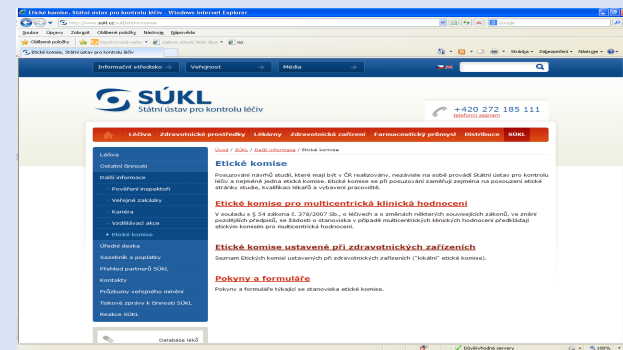 Etické komise, Státní ústav pro kontrolu léčiv - Windows Internet Explorer
Google
Soubor Úpravy Zobrazit Oblíbené položky Nástroje Nápověda
Oblíbené položky
Etické komise, Státní ústav pro kontrolu léčiv
Stránka Zabezpečení Nástroje
Informační středisko
Veřejnost
Média
SÚKL
Státní ústav pro kontrolu léčiv
+420 272 185 111
telefonní seznam
Léčiva Zdravotnické prostředky Lékárny Zdravotnická zařízení Farmaceutický průmysl Distribuce SÚKL
Léčiva
Ostatní činnosti
Další informace
Pověření inspektoři
Veřejné zakázky
Kariéra
Vzdělávací akce
Etické komise
Úřední deska
Sazebník a poplatky
Přehled partnerů SÚKL
Kontakty
Průzkumy veřejného mínění
Tiskové zprávy k činnosti SÚKL
Reakce SÚKL
Databáze léků
Úvod / SÚKL / Další informace / Etické komise
Etické komise
Posuzování návrhů studií, které mají být v ČR realizovány, nezávisle na sobě provádí Státní ústav pro kontrolu
léčiv a nejméně jedna etická komise. Etické komise se při posuzování zaměřují zejména na posouzení etické
stránky studie, kvalifikaci lékařů a vybavení pracoviště.
Etické komise pro multicentrická klinická hodnocení
V souladu s § 54 zákona č. 378/2007 Sb., o léčivech a o změnách některých souvisejících zákonů, ve znění
pozdějších předpisů, se žádosti o stanoviska v případě multicentrických klinických hodnocení předkládají
etickým komisím pro multicentrická hodnocení.
Etické komise ustavené při zdravotnických zařízeních
Seznam Etických komisí ustavených při zdravotnických zařízeních ("lokální" etické komise).
Pokyny a formuláře
Pokyny a formuláře týkající se stanoviska etické komise.
Důvěryhodné servery
100%